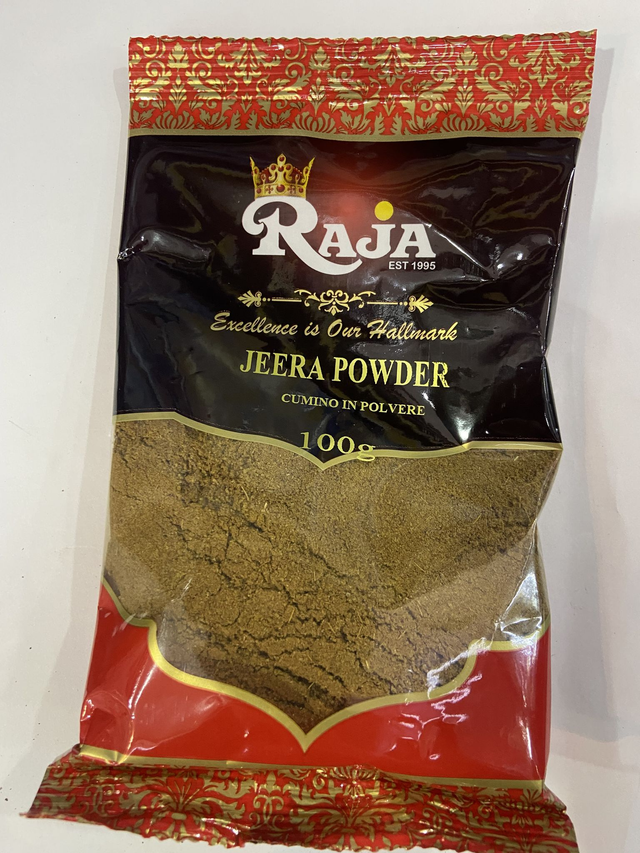 RAJA
EST 1995
Excellence is Our Hallmark
JEERA POWDER
CUMINO IN POLVERE
100g